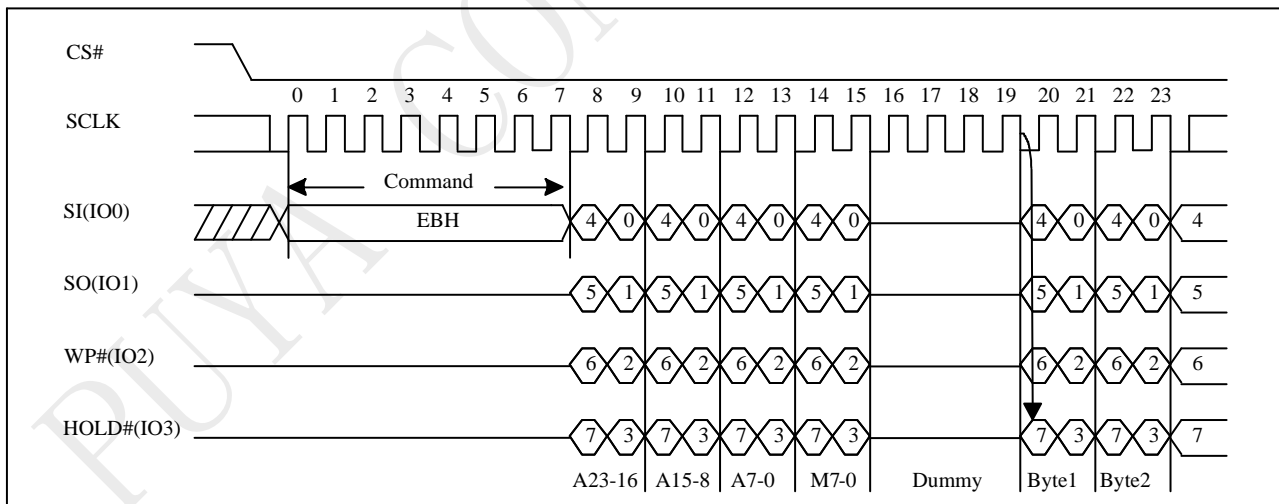 CS#
0 1 2 3 4 5 6 7 8 9 10 11 12 13 14 15 16 17 18 19 20 21 22 23
SCLK
Command
SI(IO0) EBH 4 0 4 0 4 0 4 0 4 0 4 0 4
SO(IO1) 5 1 5 1 5 1 5 1 5 1 5 1 5
WP#(IO2) 6 2 6 2 6 2 6 2 6 2 6 2 6
HOLD#(IO3) 7 3 7 3 7 3 7 3 7 3 7 3 7
A23-16 A15-8 A7-0 M7-0 Dummy Byte1 Byte2
PUYA